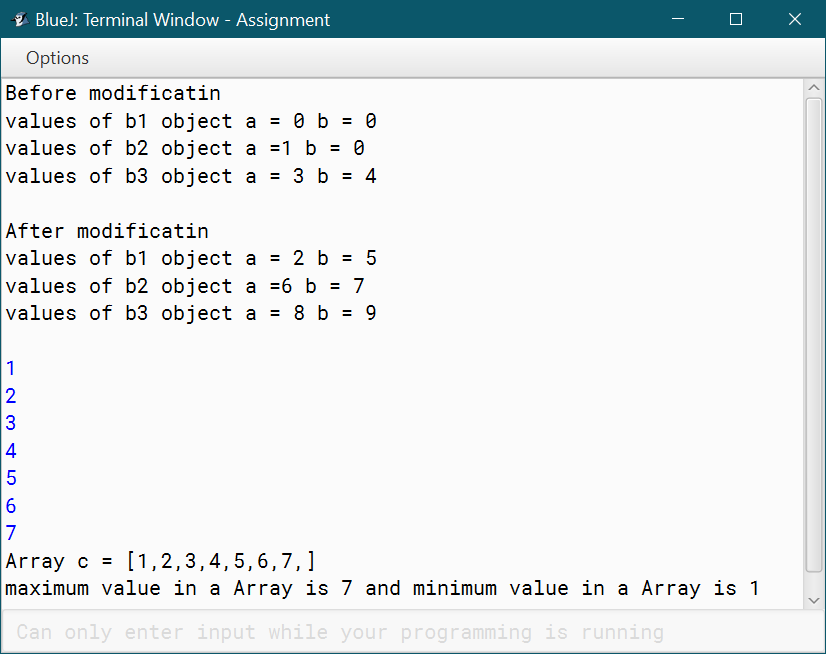 BlueJ: Terminal Window - Assignment
Options
Before modificatin
values of b1 object a = 0 b = 0
values of b2 object a =1 b = 0
values of b3 object a = 3 b = 4
After modificatin
values of b1 object a = 2 b = 5
values of b2 object a =6 b = 7
values of b3 object a = 8 b = 9
1
2
3
4
5
6
7
Array c = [1,2,3,4,5,6,7,]
maximum value in a Array is 7 and minimum value in a Array is 1
Can only enter input while your programming is running